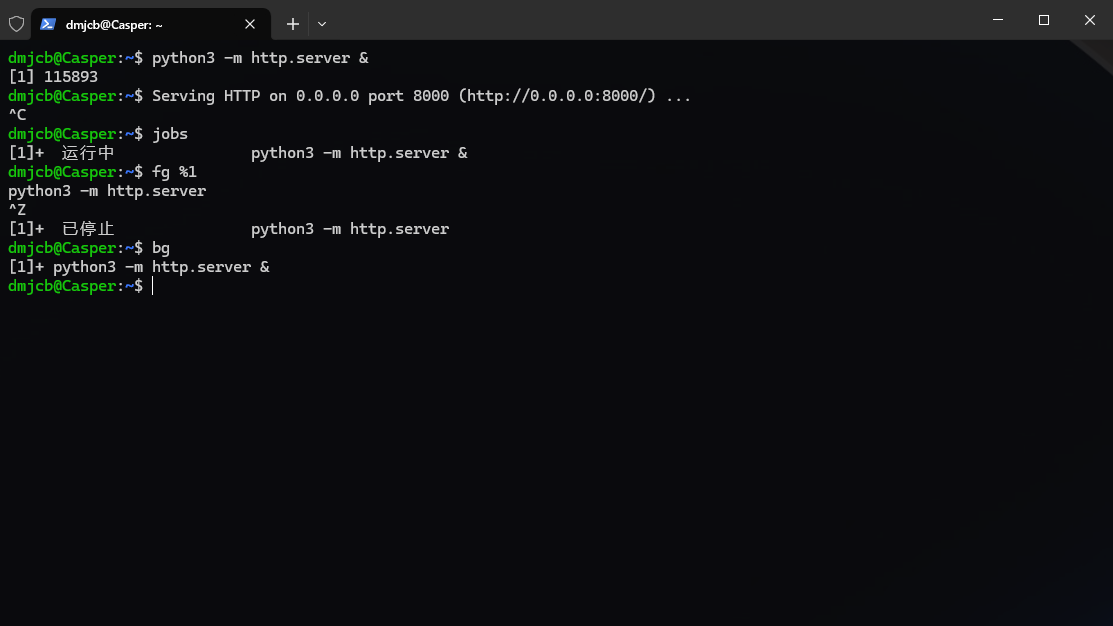 dmjcb@Casper: ~
dmjcb@Casper:~$ python3 -m http.server &
[1] 115893
dmjcb@Casper:~$ Serving HTTP on 0.0.0.0 port 8000 (http://0.0.0.0:8000/) ...
^C
dmjcb@Casper:~$ jobs
[1]+  运行中               python3 -m http.server &
dmjcb@Casper:~$ fg %1
python3 -m http.server
^Z
[1]+  已停止               python3 -m http.server
dmjcb@Casper:~$ bg
[1]+ python3 -m http.server &
dmjcb@Casper:~$